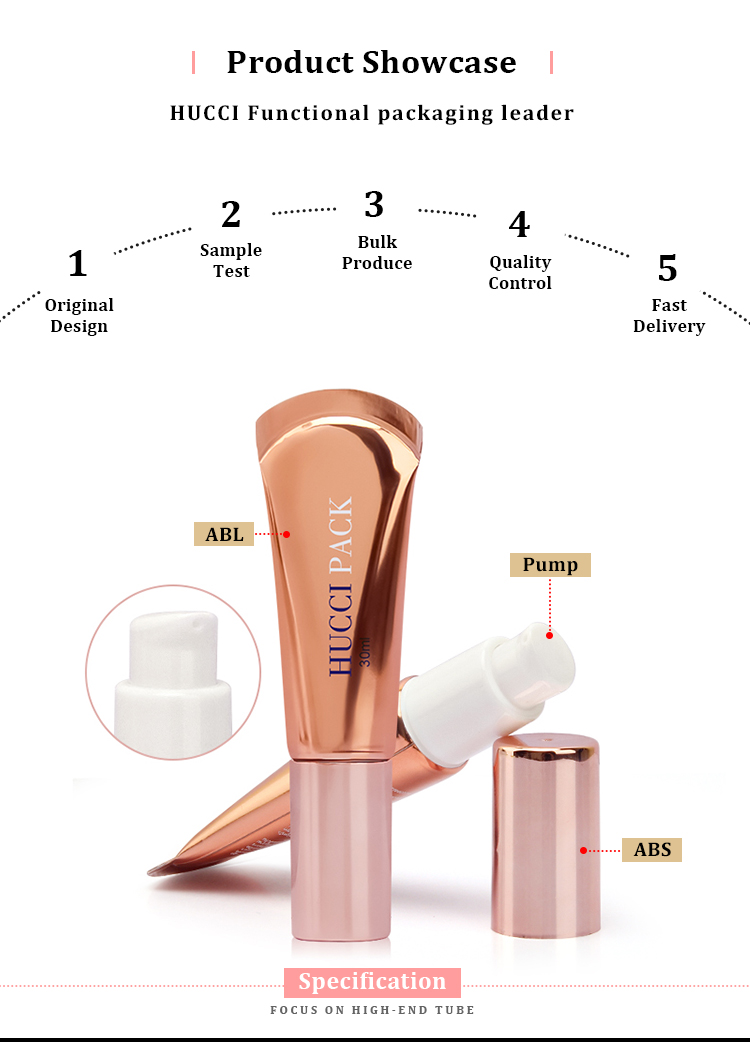 Product Showcase
HUCCI Functional packaging leader
1
Original
Design
2
Sample
Test
3
Bulk
Produce
4
Quality
Control
5
Fast
Delivery
ABL
HUCCI PACK
30ml
Pump
ABS
Specification
FOCUS ON HIGH-END TUBE